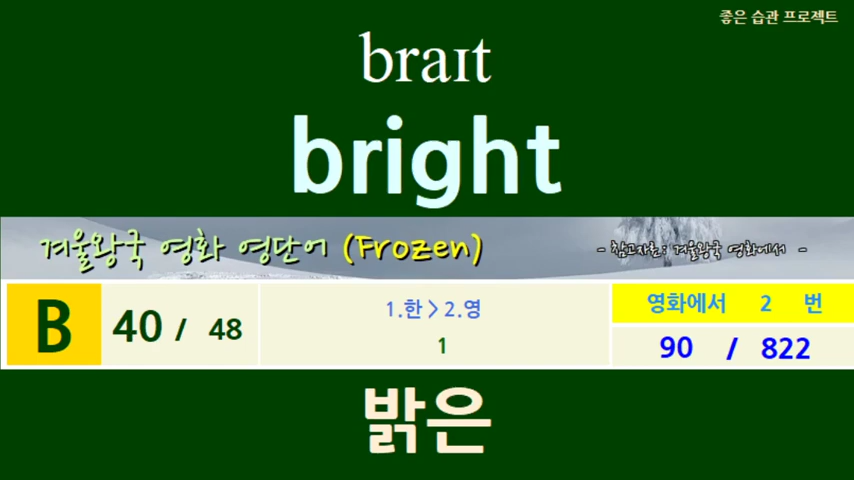 좋은 습관 프로젝트
braɪt
bright
겨울왕국 영화 영단어 (Frozen)
- 참고자료: 겨울왕국 영화에서 -
B
40 / 48
1.한 > 2.영
1
영화에서 2 번
90 / 822
밝은